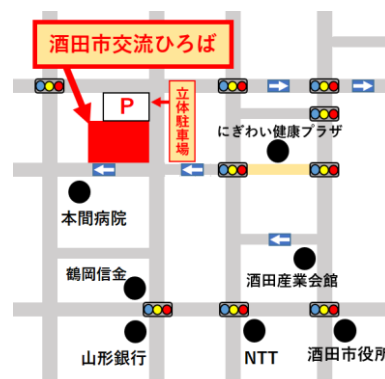 酒田市交流ひろば
P
立体駐車場
にぎわい健康プラザ
本間病院
鶴岡信金
酒田産業会館
山形銀行
NTT
酒田市役所